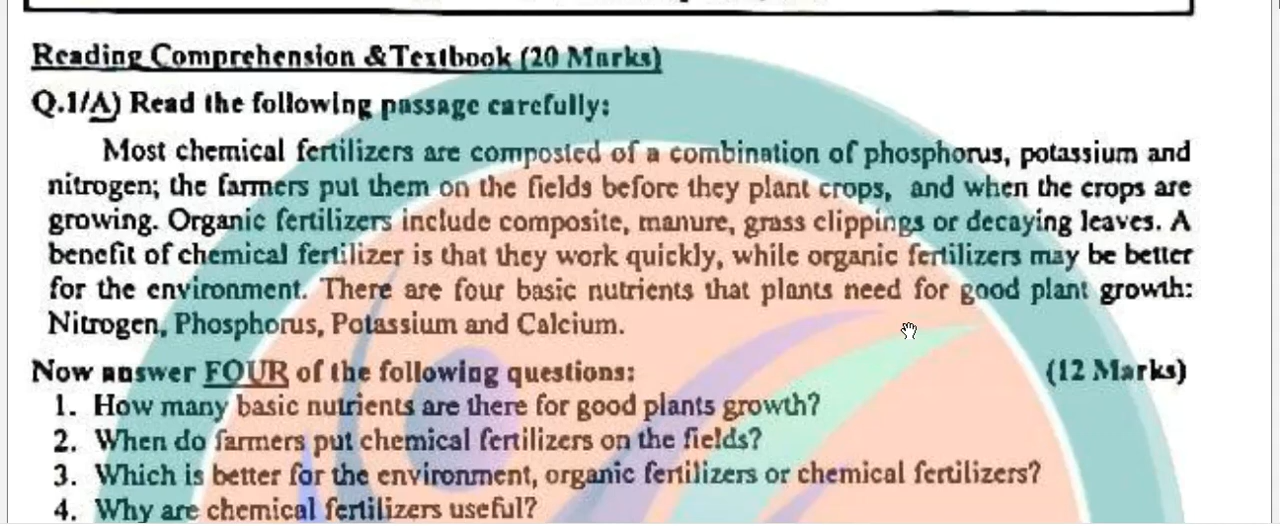 Reading Comprehension & Textbook (20 Marks)
Q.1/A) Read the following passage carefully:
Most chemical fertilizers are composted of a combination of phosphorus, potassium and
nitrogen; the farmers put them on the fields before they plant crops, and when the crops are
growing. Organic fertilizers include composite, manure, grass clippings or decaying leaves. A
benefit of chemical fertilizer is that they work quickly, while organic fertilizers may be better
for the environment. There are four basic nutrients that plants need for good plant growth:
Nitrogen, Phosphorus, Potassium and Calcium.
Now answer FOUR of the following questions: (12 Marks)
1. How many basic nutrients are there for good plants growth?
2. When do farmers put chemical fertilizers on the fields?
3. Which is better for the environment, organic fertilizers or chemical fertilizers?
4. Why are chemical fertilizers useful?